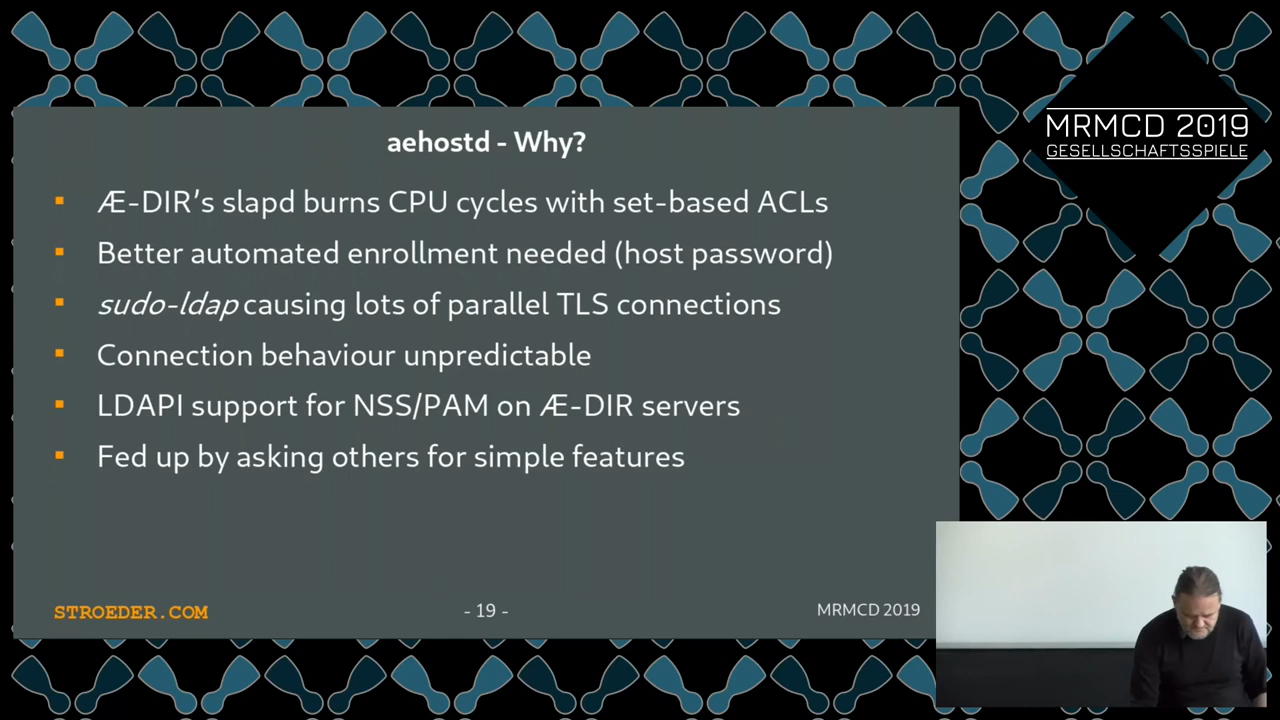 MRMCD 2019
GESELLSCHAFTSSPIELE
aehostd - Why?
Æ-DIR’s slapd burns CPU cycles with set-based ACLs
Better automated enrollment needed (host password)
sudo-ldap causing lots of parallel TLS connections
Connection behaviour unpredictable
LDAPI support for NSS/PAM on Æ-DIR servers
Fed up by asking others for simple features
STROEDER.COM
- 19 -
MRMCD 2019